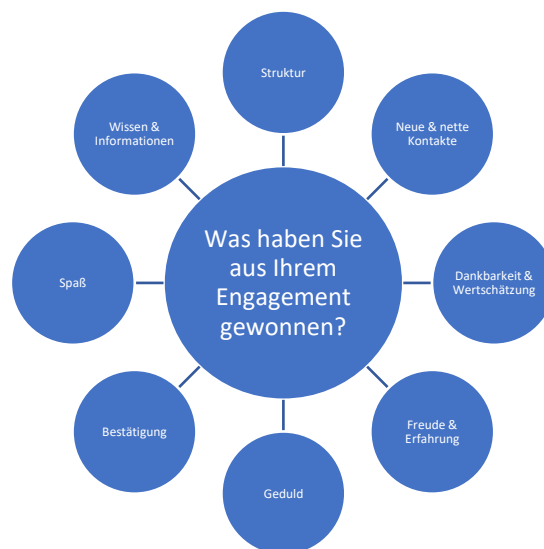 Struktur
Neue & nette
Kontakte
Dankbarkeit &
Wertschätzung
Freude &
Erfahrung
Geduld
Bestätigung
Spaß
Wissen &
Informationen
Was haben Sie
aus Ihrem
Engagement
gewonnen?